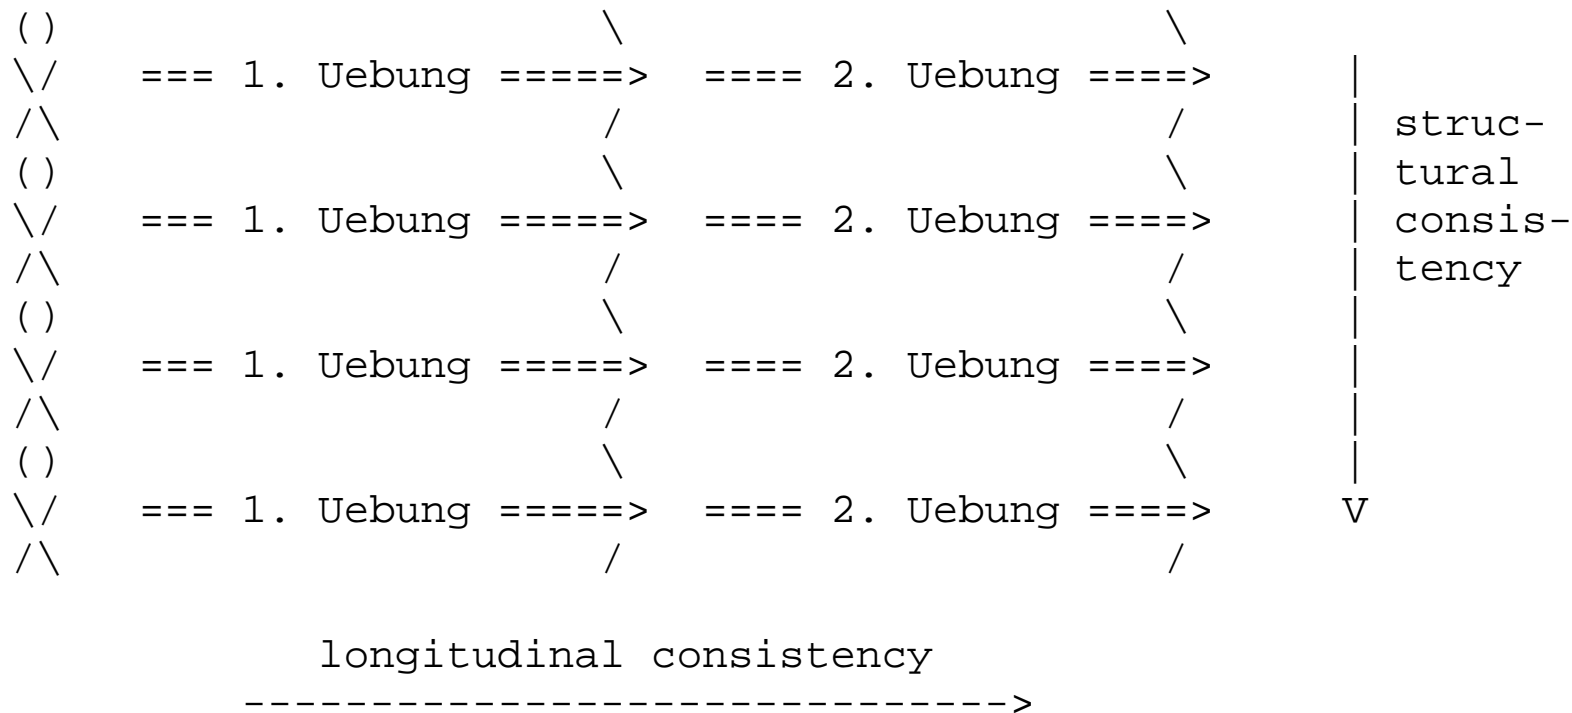 ()                      \                     \
\/   === 1. Uebung =====>  ==== 2. Uebung ====>     |
/\                      /                     /     | struc-
()                      \                     \     | tural
\/   === 1. Uebung =====>  ==== 2. Uebung ====>     | consis-
/\                      /                     /     | tency
()                      \                     \     |
\/   === 1. Uebung =====>  ==== 2. Uebung ====>     |
/\                      /                     /     |
()                      \                     \     |
\/   === 1. Uebung =====>  ==== 2. Uebung ====>     V
/\                      /                     /
longitudinal consistency
------------------------------>